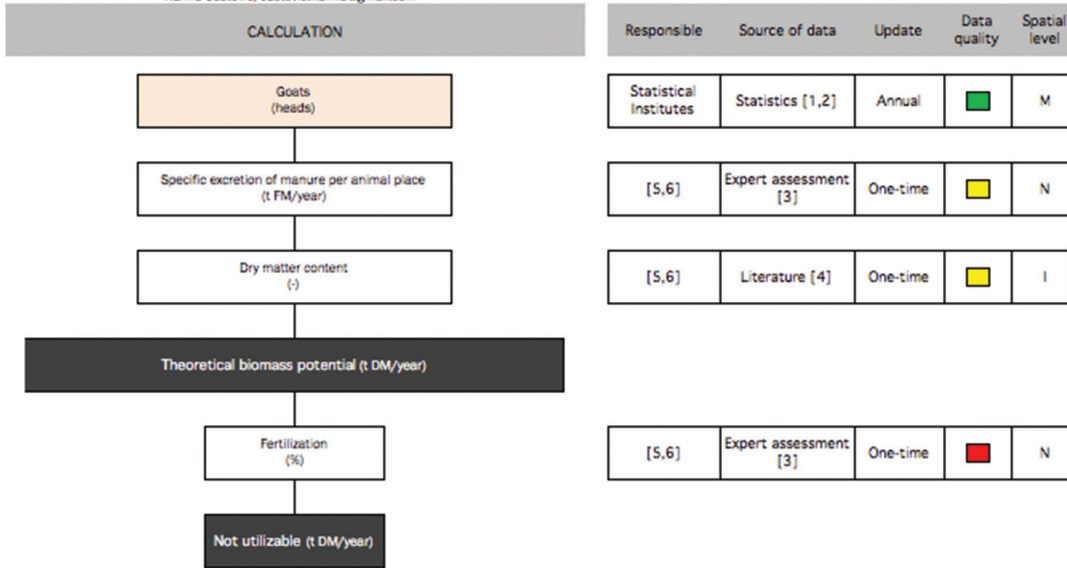 CALCULATION
Responsible
Source of data
Update
Data
quality
Spatial
level
Goats
(heads)
Statistical
Institutes
Statistics [1,2]
Annual
M
Specific excretion of manure per animal place
(t FM/year)
[5,6]
Expert assessment
[3]
One-time
N
Dry matter content
(-)
[5,6]
Literature [4]
One-time
I
Theoretical biomass potential (t DM/year)
Fertilization
(%)
[5,6]
Expert assessment
[3]
One-time
N
Not utilizable (t DM/year)